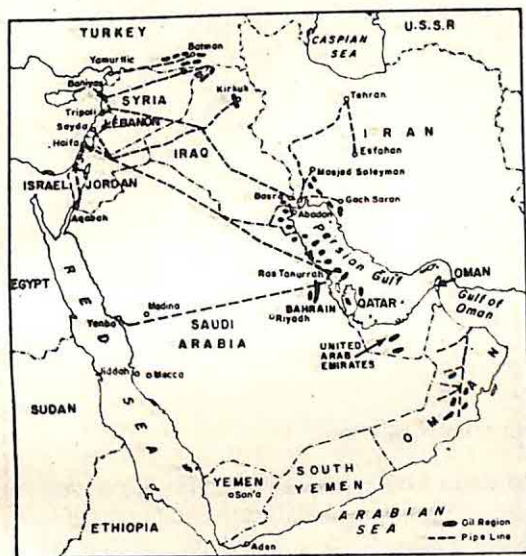 TURKEY
U.S.S.R
CASPIAN
SEA
Batman
Yamurtlic
Baniyas
SYRIA
Kirkuk
Tehran
Tripoli
LEBANON
Sayda
Haifa
IRAQ
IRAN
Esfahan
Masjed Soleyman
ISRAEL
JORDAN
Basra
Gach Saran
Abadan
Aqabah
Persian Gulf
EGYPT
Ras Tanurrah
OMAN
Gulf of
Oman
RED SEA
Madina
BAHRAIN
QATAR
Yenbo
SAUDI
ARABIA
Riyadh
UNITED
ARAB
EMIRATES
Jiddah
Mecca
OMAN
SUDAN
YEMEN
SOUTH
YEMEN
San'a
ARABIAN
SEA
ETHIOPIA
Aden
Oil Region
Pipe Line